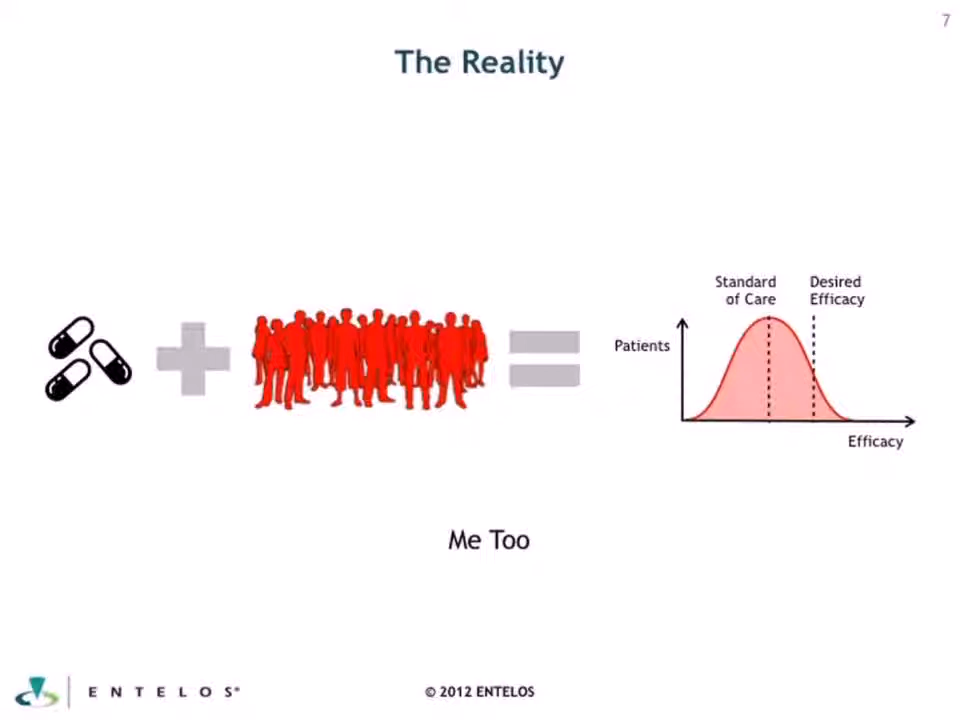 7
The Reality
Standard
of Care
Desired
Efficacy
Patients
Efficacy
Me Too
ENTELOS®
© 2012 ENTELOS